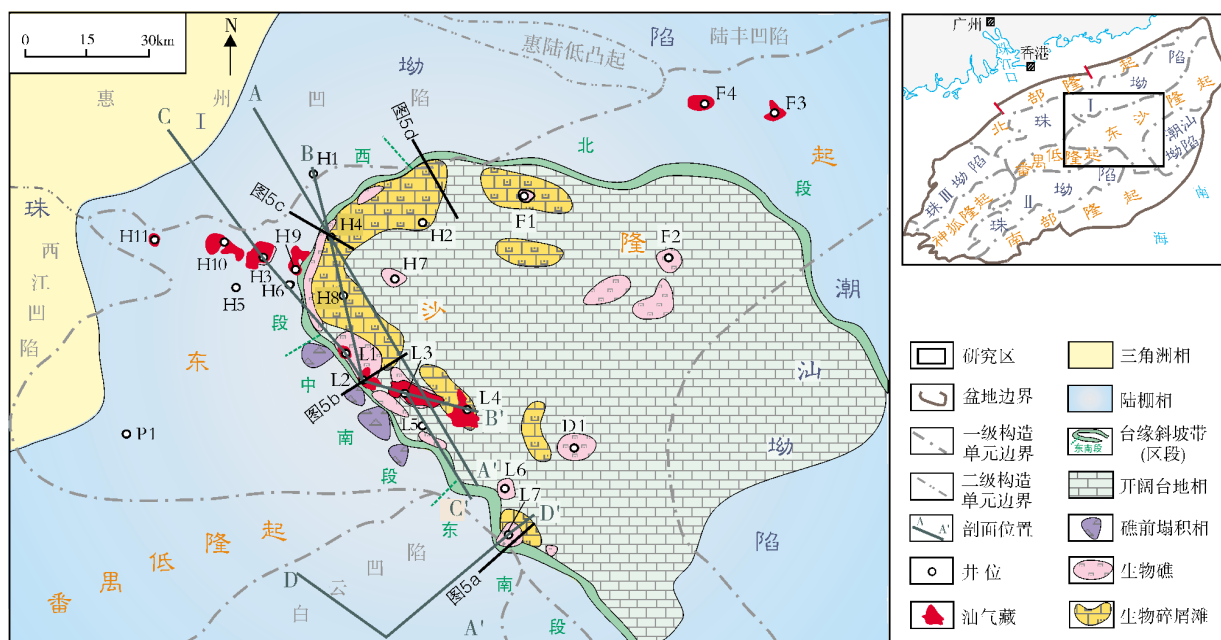 0 15 30km
N
惠州凹陷
I
惠陆低凸起
陆丰凹陷
坳陷
F4
F3
A
C
B
H1
图5d
西
北
段
起
图5c
珠
西江凹陷
H11
H10
H3
H9
H6
H5
H4
H2
H7
H8
F1
F2
隆
沙
东
潮汕坳陷
段
中
南
段
L1
L2
L3
L4
L5
B'
图5b
P1
D1
L6
L7
A'
C'
D'
东
南
段
图5a
番禺低隆起
D
白云凹陷
A'
广州
香港
珠江
北部隆起
珠 I 坳陷
东沙隆起
潮汕坳陷
番禺低隆起
珠 III 坳陷
珠 II 坳陷
神狐隆起
南部隆起
南海
研究区
盆地边界
一级构造
单元边界
二级构造
单元边界
A A'
剖面位置
井位
油气藏
三角洲相
陆棚相
东南段
台缘斜坡带
(区段)
开阔台地相
礁前塌积相
生物礁
生物碎屑滩